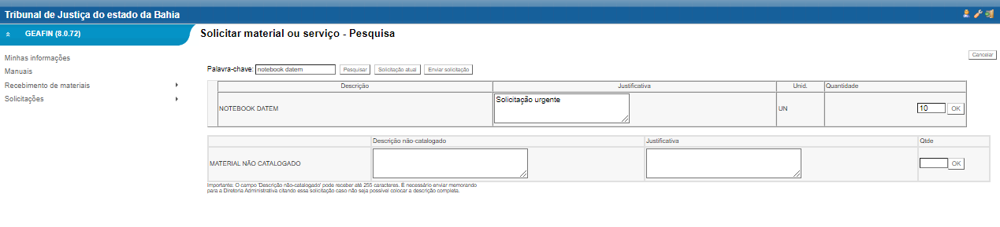 Tribunal de Justiça do estado da Bahia
GEAFIN (8.0.72)
Solicitar material ou serviço - Pesquisa
Cancelar
Minhas informações
Manuais
Recebimento de materiais
Solicitações
Palavra-chave: notebook datem Pesquisar Solicitação atual Enviar solicitação
Descrição Justificativa Unid. Quantidade
NOTEBOOK DATEM Solicitação urgente UN 10 OK
Descrição não-catalogado Justificativa Qtde
MATERIAL NÃO CATALOGADO OK
Importante: O campo 'Descrição não-catalogado' pode receber até 255 caracteres. É necessário enviar memorando
para a Diretoria Administrativa citando essa solicitação caso não seja possível colocar a descrição completa.